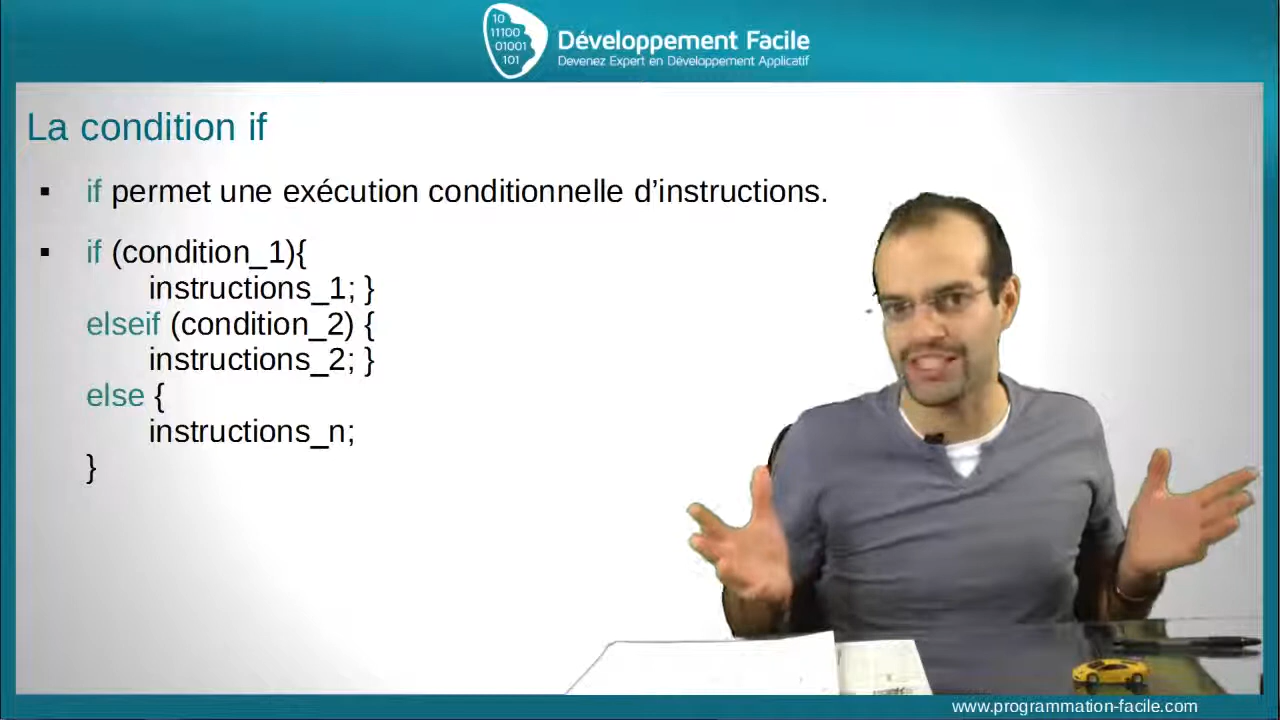 10
11100
01001
101
Développement Facile
Devenez Expert en Développement Applicatif
La condition if
▪ if permet une exécution conditionnelle d’instructions.
▪ if (condition_1){
instructions_1; }
elseif (condition_2) {
instructions_2; }
else {
instructions_n;
}
www.programmation-facile.com